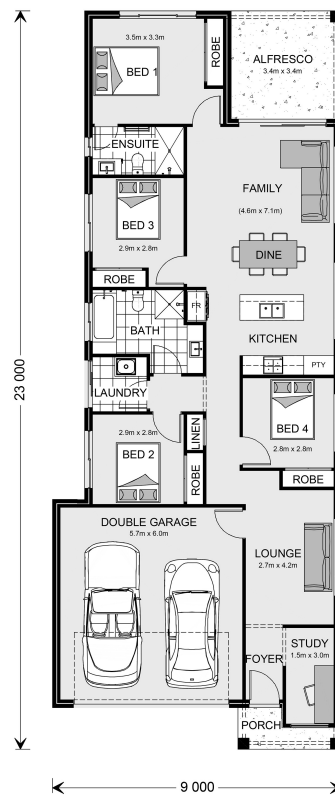 3.5m x 3.3m
BED 1
ROBE
ALFRESCO
3.4m x 3.4m
ENSUITE
FAMILY
(4.6m x 7.1m)
BED 3
2.9m x 2.8m
DINE
ROBE
FR
BATH
KITCHEN
PTY
LAUNDRY
BED 4
2.8m x 2.8m
2.9m x 2.8m
BED 2
LINEN
ROBE
ROBE
DOUBLE GARAGE
5.7m x 6.0m
LOUNGE
2.7m x 4.2m
STUDY
1.5m x 3.0m
FOYER
PORCH
23 000
9 000